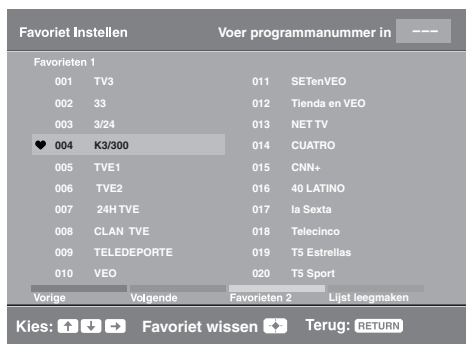 Favoriet Instellen Voer programmanummer in ---
Favorieten 1
001 TV3 011 SETenVEO
002 33 012 Tienda en VEO
003 3/24 013 NET TV
004 K3/300 014 CUATRO
005 TVE1 015 CNN+
006 TVE2 016 40 LATINO
007 24H TVE 017 la Sexta
008 CLAN TVE 018 Telecinco
009 TELEDEPORTE 019 T5 Estrellas
010 VEO 020 T5 Sport
Vorige Volgende Favorieten 2 Lijst leegmaken
Kies: Favoriet wissen Terug: RETURN